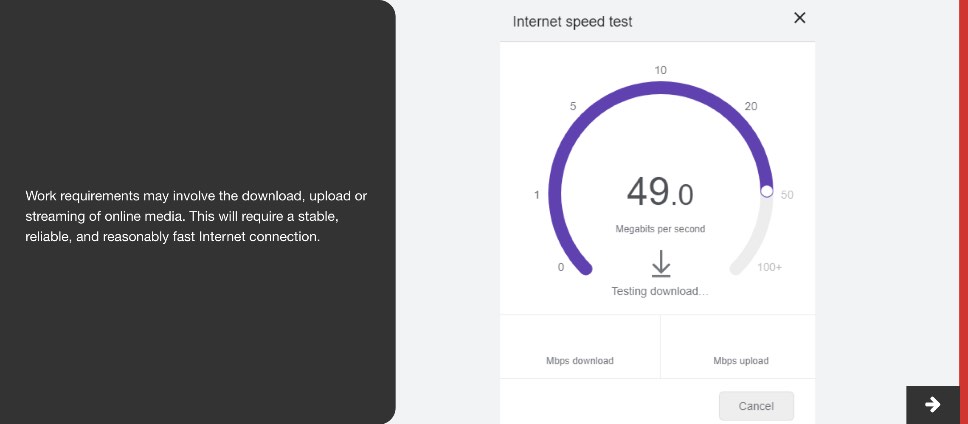 Work requirements may involve the download, upload or
streaming of online media. This will require a stable,
reliable, and reasonably fast Internet connection.
Internet speed test
10
5
20
1
49.0
50
Megabits per second
0
100+
Testing download...
Mbps download
Mbps upload
Cancel